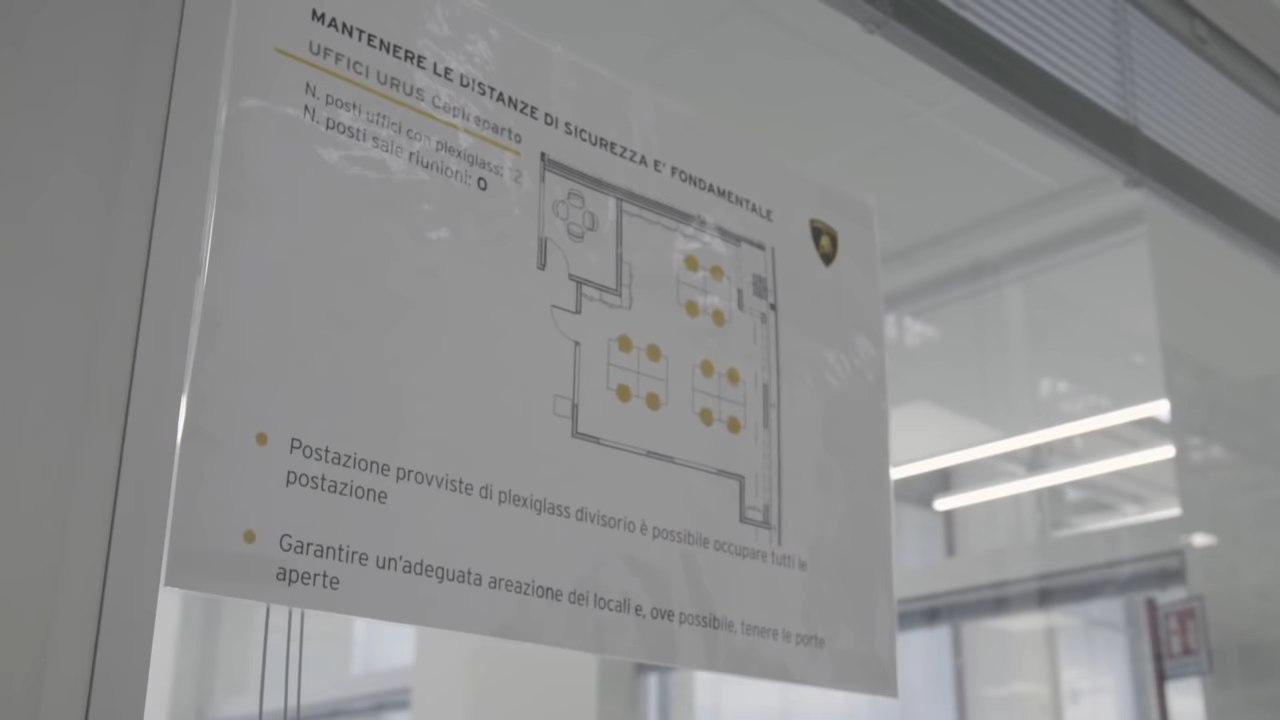 MANTENERE LE DISTANZE DI SICUREZZA E' FONDAMENTALE
UFFICI URUS Capireparto
N. posti uffici con plexiglass: 12
N. posti sale riunioni: 0
Postazione provviste di plexiglass divisorio è possibile occupare tutti le
postazione
Garantire un'adeguata areazione dei locali e, ove possibile, tenere le porte
aperte